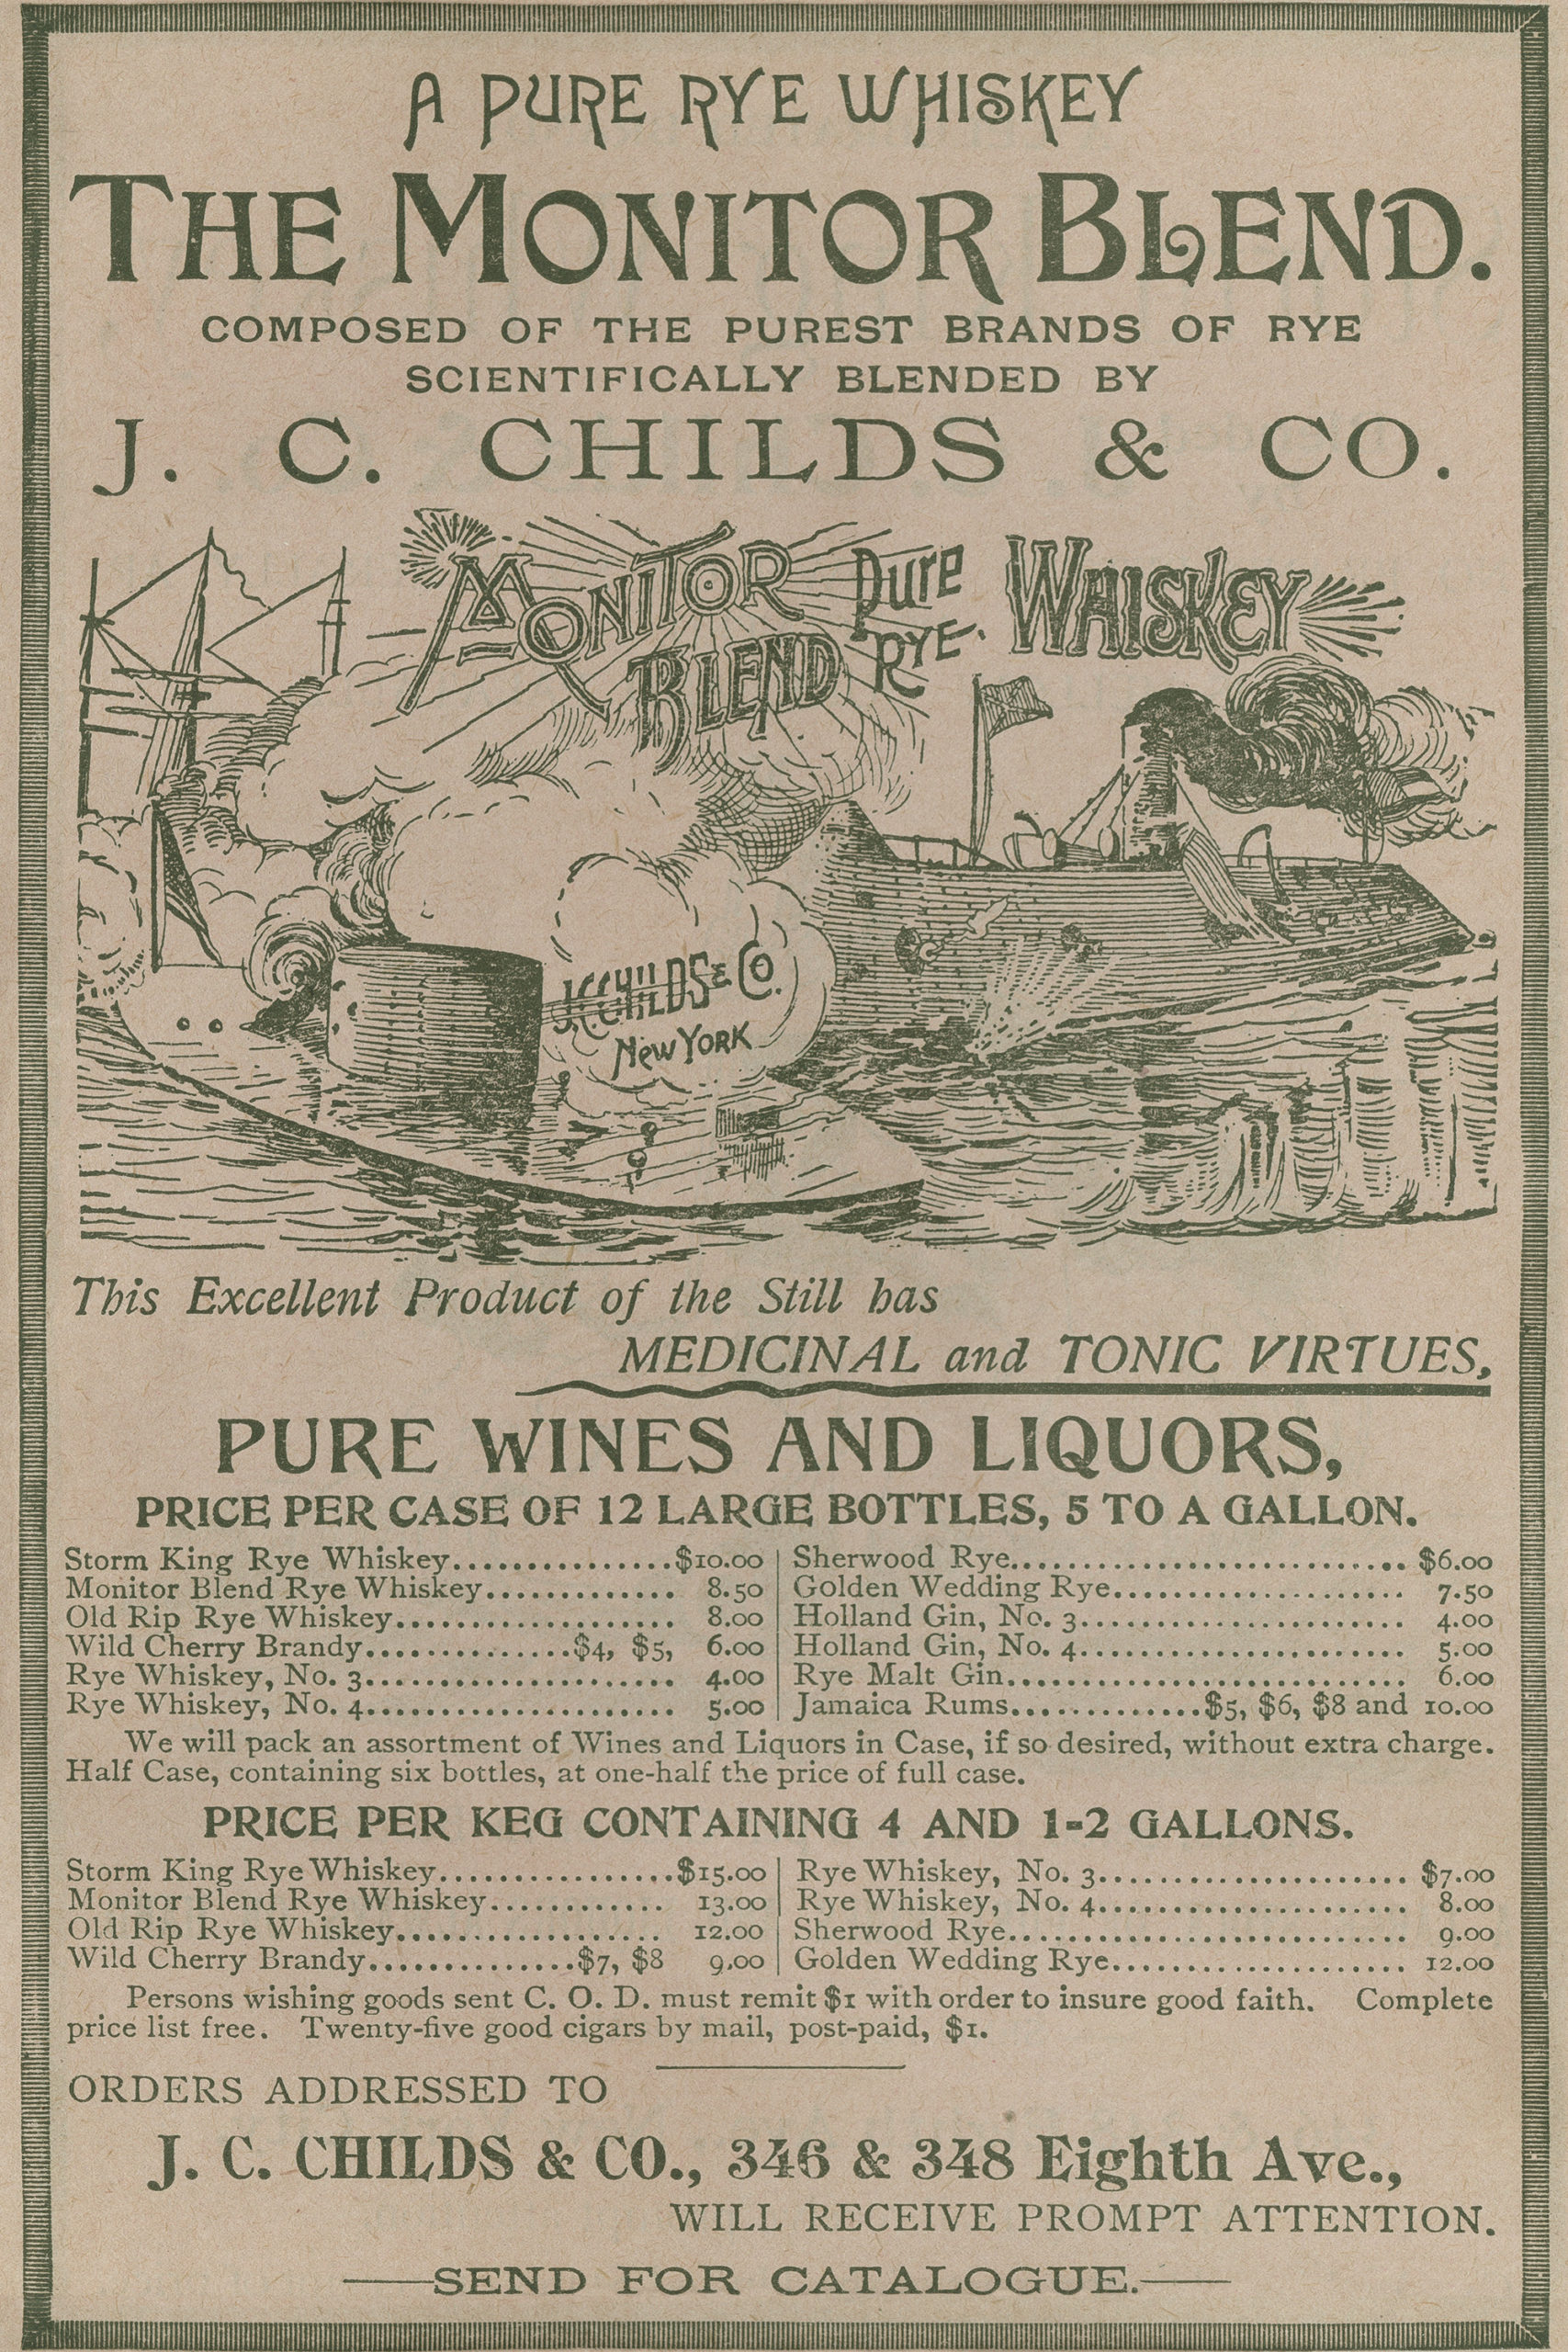 A PURE RYE WHISKEY
THE MONITOR BLEND.
COMPOSED OF THE PUREST BRANDS OF RYE
SCIENTIFICALLY BLENDED BY
J. C. CHILDS & CO.
MONITOR BLEND Pure RYE. WHISKEY
J.C. CHILDS & CO.
New YORK
This Excellent Product of the Still has
MEDICINAL and TONIC VIRTUES,
PURE WINES AND LIQUORS,
PRICE PER CASE OF 12 LARGE BOTTLES, 5 TO A GALLON.
Storm King Rye Whiskey...............$10.00
Monitor Blend Rye Whiskey............. 8.50
Old Rip Rye Whiskey................... 8.00
Wild Cherry Brandy..............$4, $5, 6.00
Rye Whiskey, No. 3..................... 4.00
Rye Whiskey, No. 4..................... 5.00
Sherwood Rye........................... $6.00
Golden Wedding Rye.................... 7.50
Holland Gin, No. 3...................... 4.00
Holland Gin, No. 4...................... 5.00
Rye Malt Gin........................... 6.00
Jamaica Rums.............$5, $6, $8 and 10.00
We will pack an assortment of Wines and Liquors in Case, if so desired, without extra charge.
Half Case, containing six bottles, at one-half the price of full case.
PRICE PER KEG CONTAINING 4 AND 1-2 GALLONS.
Storm King Rye Whiskey................$15.00
Monitor Blend Rye Whiskey............ 13.00
Old Rip Rye Whiskey.................. 12.00
Wild Cherry Brandy..............$7, $8 9.00
Rye Whiskey, No. 3..................... $7.00
Rye Whiskey, No. 4..................... 8.00
Sherwood Rye........................... 9.00
Golden Wedding Rye.................... 12.00
Persons wishing goods sent C. O. D. must remit $1 with order to insure good faith. Complete
price list free. Twenty-five good cigars by mail, post-paid, $1.
ORDERS ADDRESSED TO
J. C. CHILDS & CO., 346 & 348 Eighth Ave.,
WILL RECEIVE PROMPT ATTENTION.
—SEND FOR CATALOGUE.—